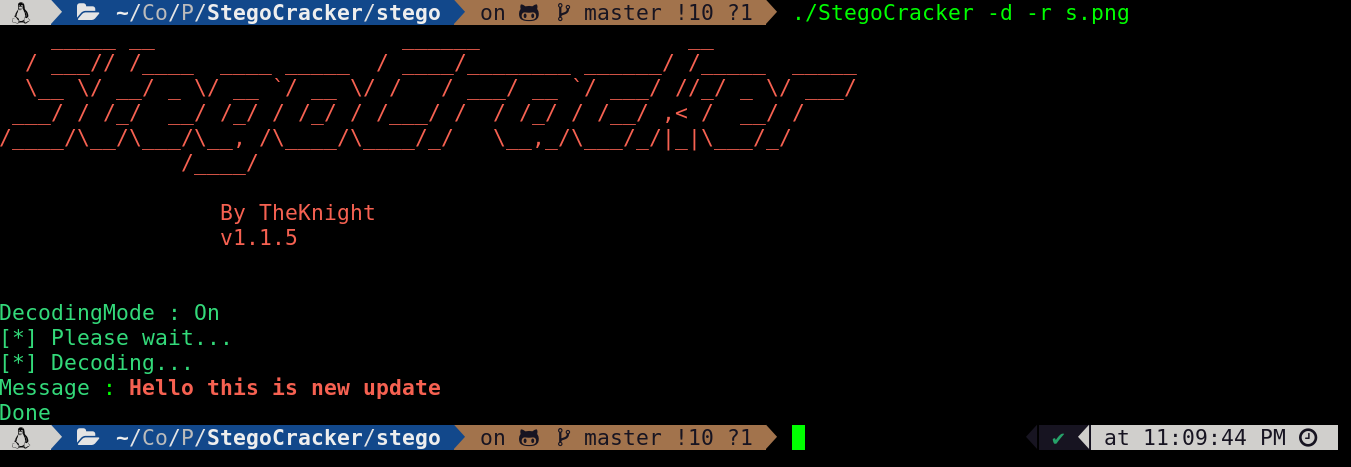 ~/Co/P/StegoCracker/stego on master !10 ?1 ./StegoCracker -d -r s.png
StegoCracker
By TheKnight
v1.1.5
DecodingMode : On
[*] Please wait...
[*] Decoding...
Message : Hello this is new update
Done
~/Co/P/StegoCracker/stego on master !10 ?1 ✔ at 11:09:44 PM